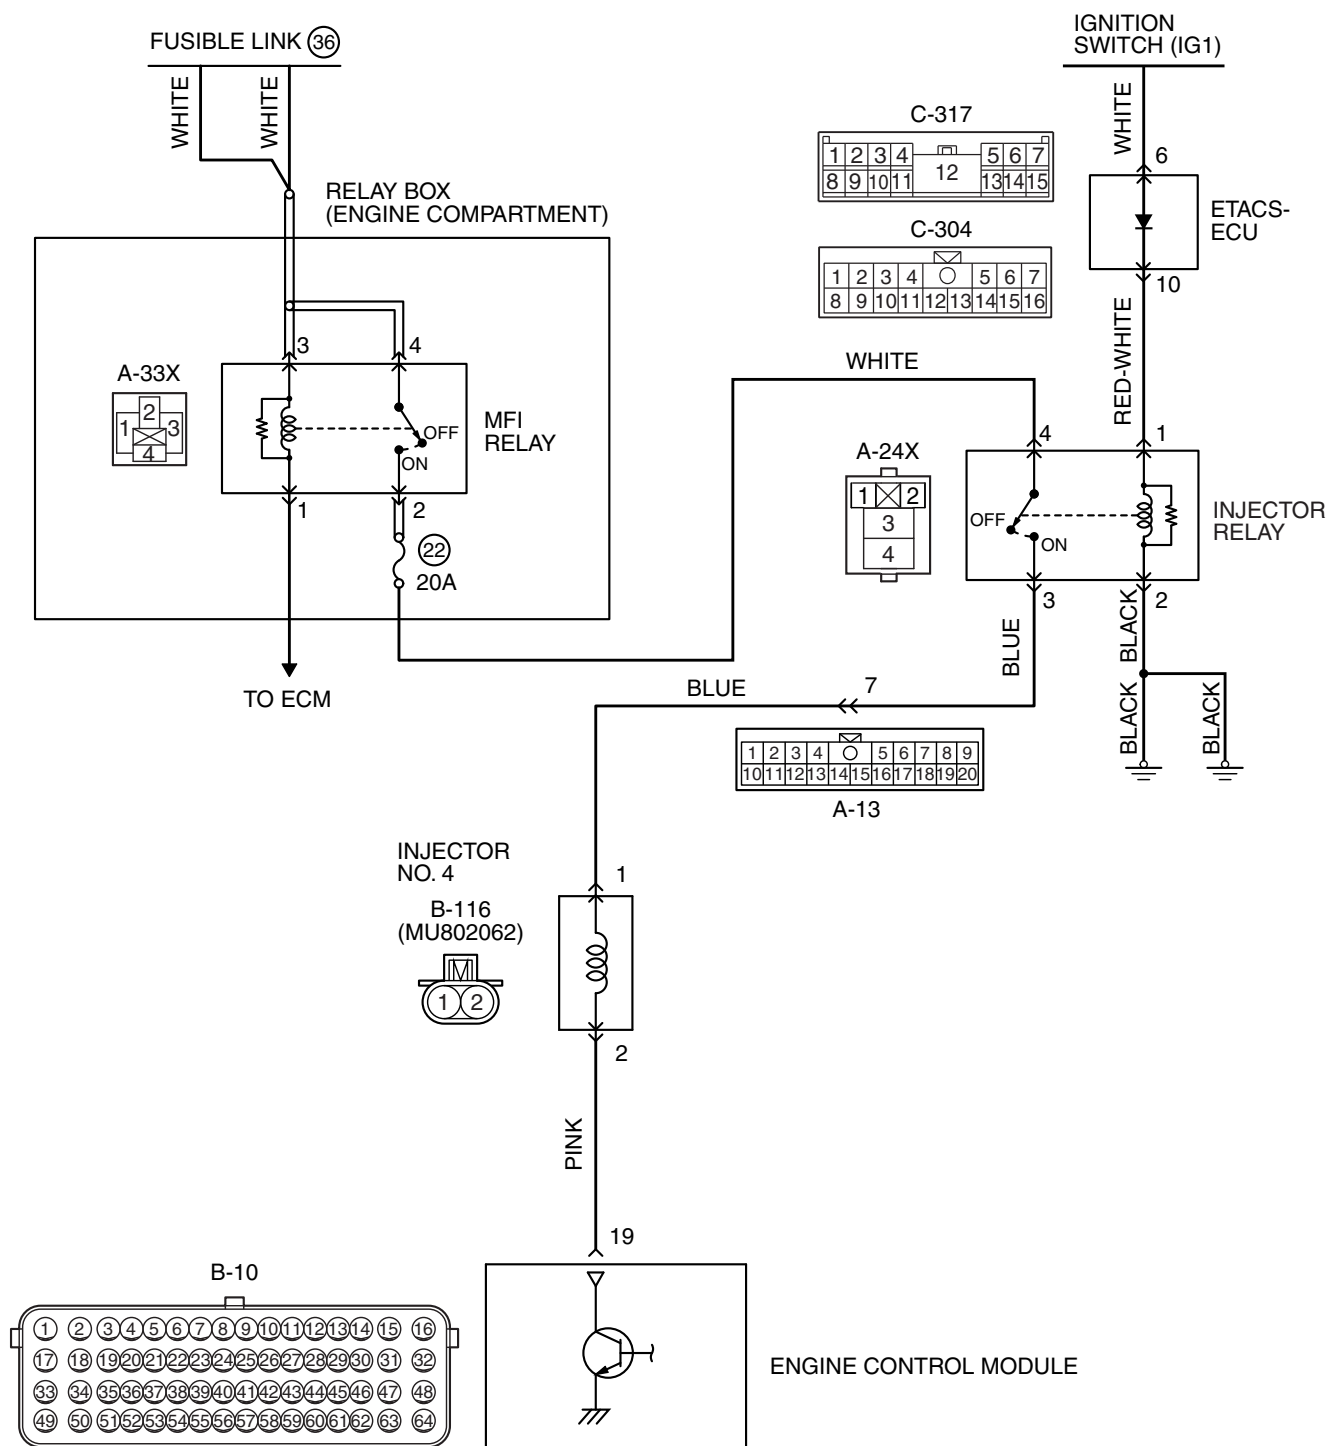 FUSIBLE LINK 36
IGNITION
SWITCH (IG1)
WHITE
WHITE
WHITE
C-317
1 2 3 4 5 6 7
12
8 9 10 11 13 14 15
6
ETACS-
ECU
10
C-304
1 2 3 4 5 6 7
8 9 10 11 12 13 14 15 16
RELAY BOX
(ENGINE COMPARTMENT)
RED-WHITE
WHITE
3
4
A-33X
2
1 3
4
OFF
ON
MFI
RELAY
1
2
22
20A
TO ECM
A-24X
1 2
3
4
4
1
OFF
ON
INJECTOR
RELAY
3
2
BLUE
BLACK
BLACK
BLACK
BLUE
7
1 2 3 4 5 6 7 8 9
10 11 12 13 14 15 16 17 18 19 20
A-13
INJECTOR
NO. 4
B-116
(MU802062)
1 2
1
2
PINK
19
B-10
1 2 3 4 5 6 7 8 9 10 11 12 13 14 15 16
17 18 19 20 21 22 23 24 25 26 27 28 29 30 31 32
33 34 35 36 37 38 39 40 41 42 43 44 45 46 47 48
49 50 51 52 53 54 55 56 57 58 59 60 61 62 63 64
ENGINE CONTROL MODULE